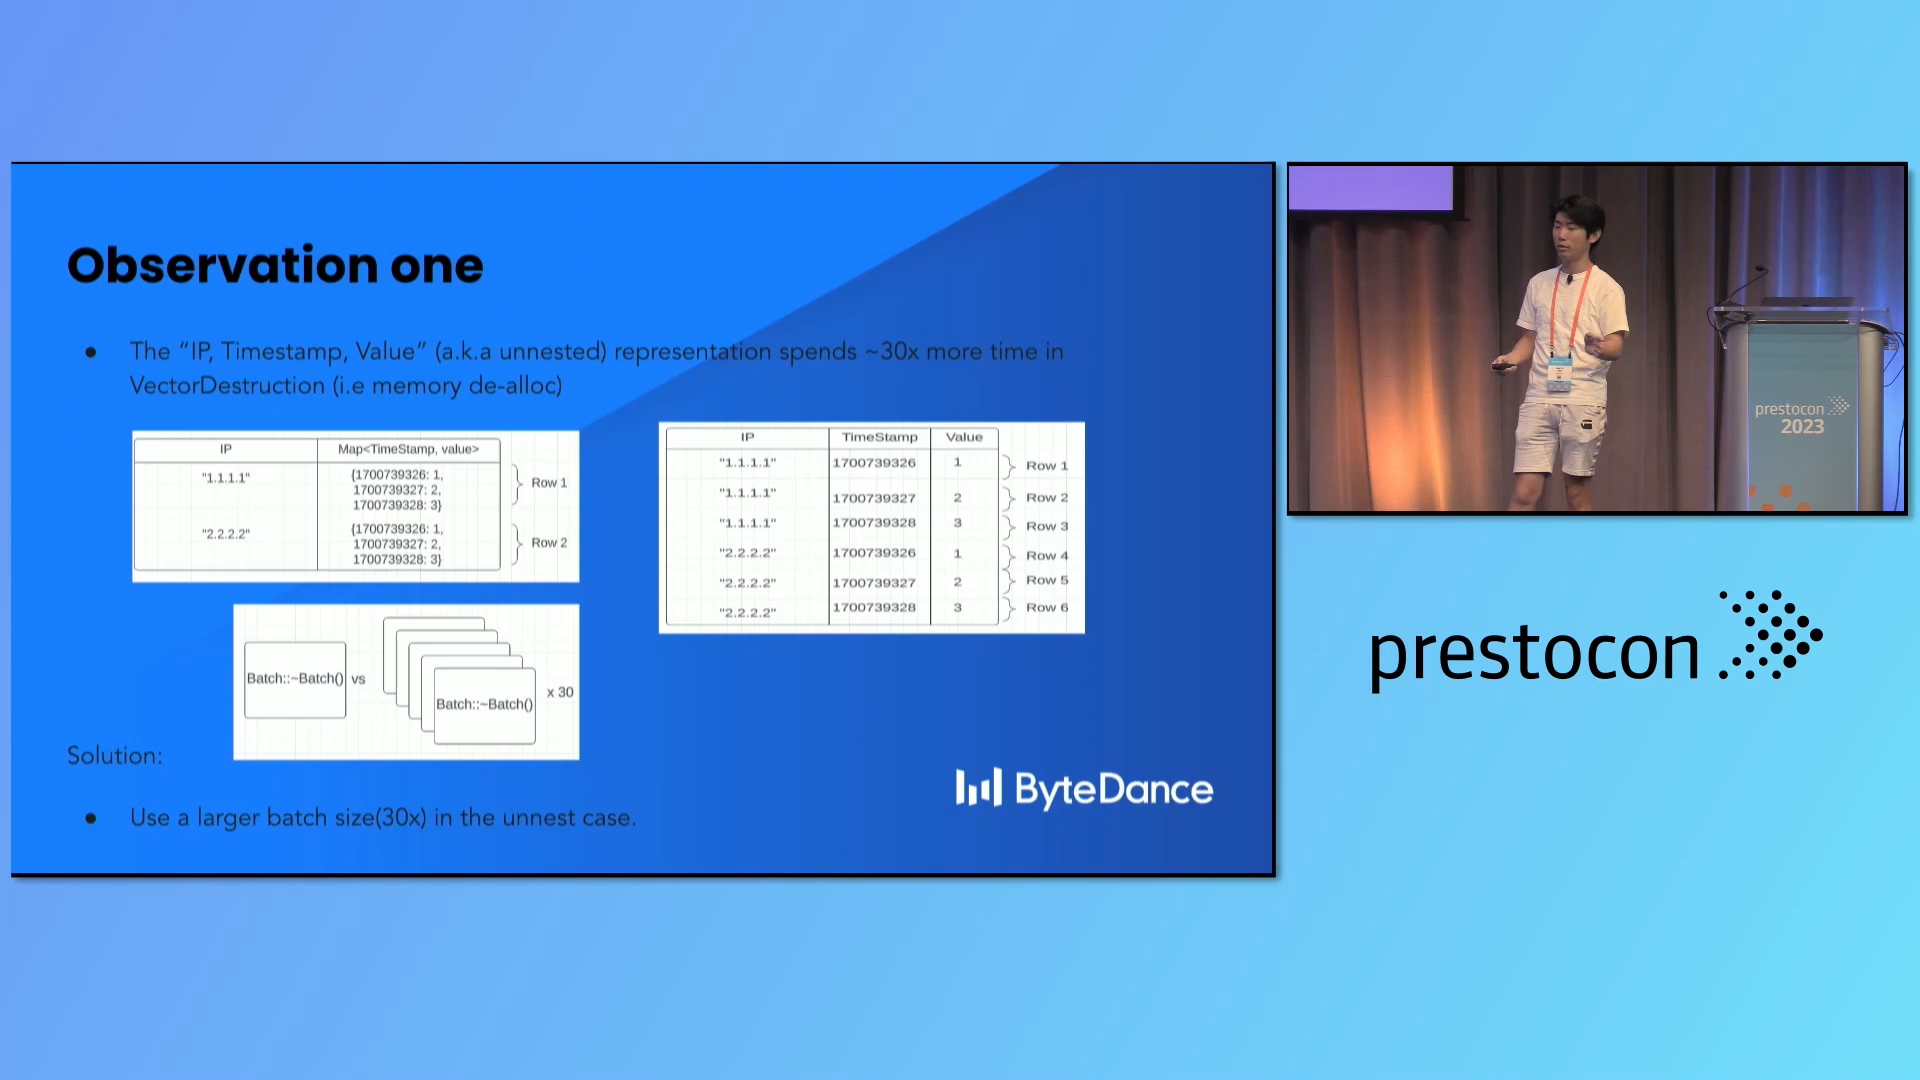 Observation one
● The “IP, Timestamp, Value” (a.k.a unnested) representation spends ~30x more time in
VectorDestruction (i.e memory de-alloc)
IP Map<TimeStamp, value>
"1.1.1.1" {1700739326: 1,
1700739327: 2,
1700739328: 3}
Row 1
"2.2.2.2" {1700739326: 1,
1700739327: 2,
1700739328: 3}
Row 2
IP TimeStamp Value
"1.1.1.1" 1700739326 1 Row 1
"1.1.1.1" 1700739327 2 Row 2
"1.1.1.1" 1700739328 3 Row 3
"2.2.2.2" 1700739326 1 Row 4
"2.2.2.2" 1700739327 2 Row 5
"2.2.2.2" 1700739328 3 Row 6
Batch::~Batch() vs Batch::~Batch() x 30
Solution:
● Use a larger batch size(30x) in the unnest case.
ByteDance
prestocon
2023
prestocon